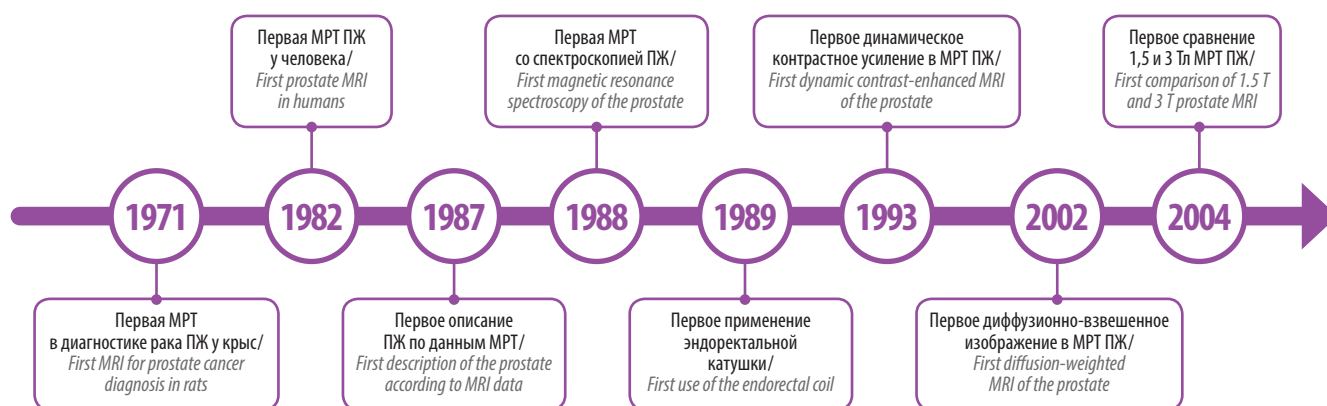 Первая МРТ ПЖ
у человека/
First prostate MRI
in humans
Первая МРТ
со спектроскопией ПЖ/
First magnetic resonance
spectroscopy of the prostate
Первое динамическое
контрастное усиление в МРТ ПЖ/
First dynamic contrast-enhanced MRI
of the prostate
Первое сравнение
1,5 и 3 Тл МРТ ПЖ/
First comparison of 1.5 T
and 3 T prostate MRI
1971
1982
1987
1988
1989
1993
2002
2004
Первая МРТ
в диагностике рака ПЖ у крыс/
First MRI for prostate cancer
diagnosis in rats
Первое описание
ПЖ по данным МРТ/
First description of the prostate
according to MRI data
Первое применение
эндоректальной
катушки/
First use of the endorectal coil
Первое диффузионно-взвешенное
изображение в МРТ ПЖ/
First diffusion-weighted
MRI of the prostate